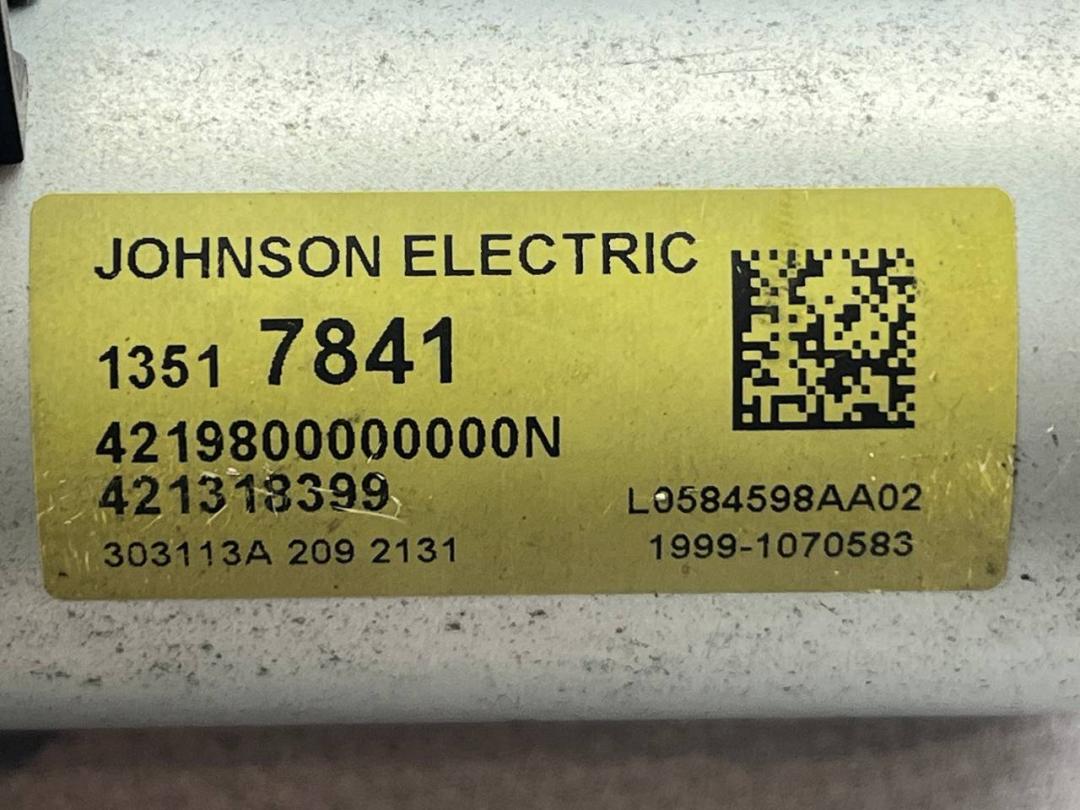 JOHNSON ELECTRIC
1351 7841
4219800000000N
421318399
303113A 209 2131
L0584598AA02
1999-1070583